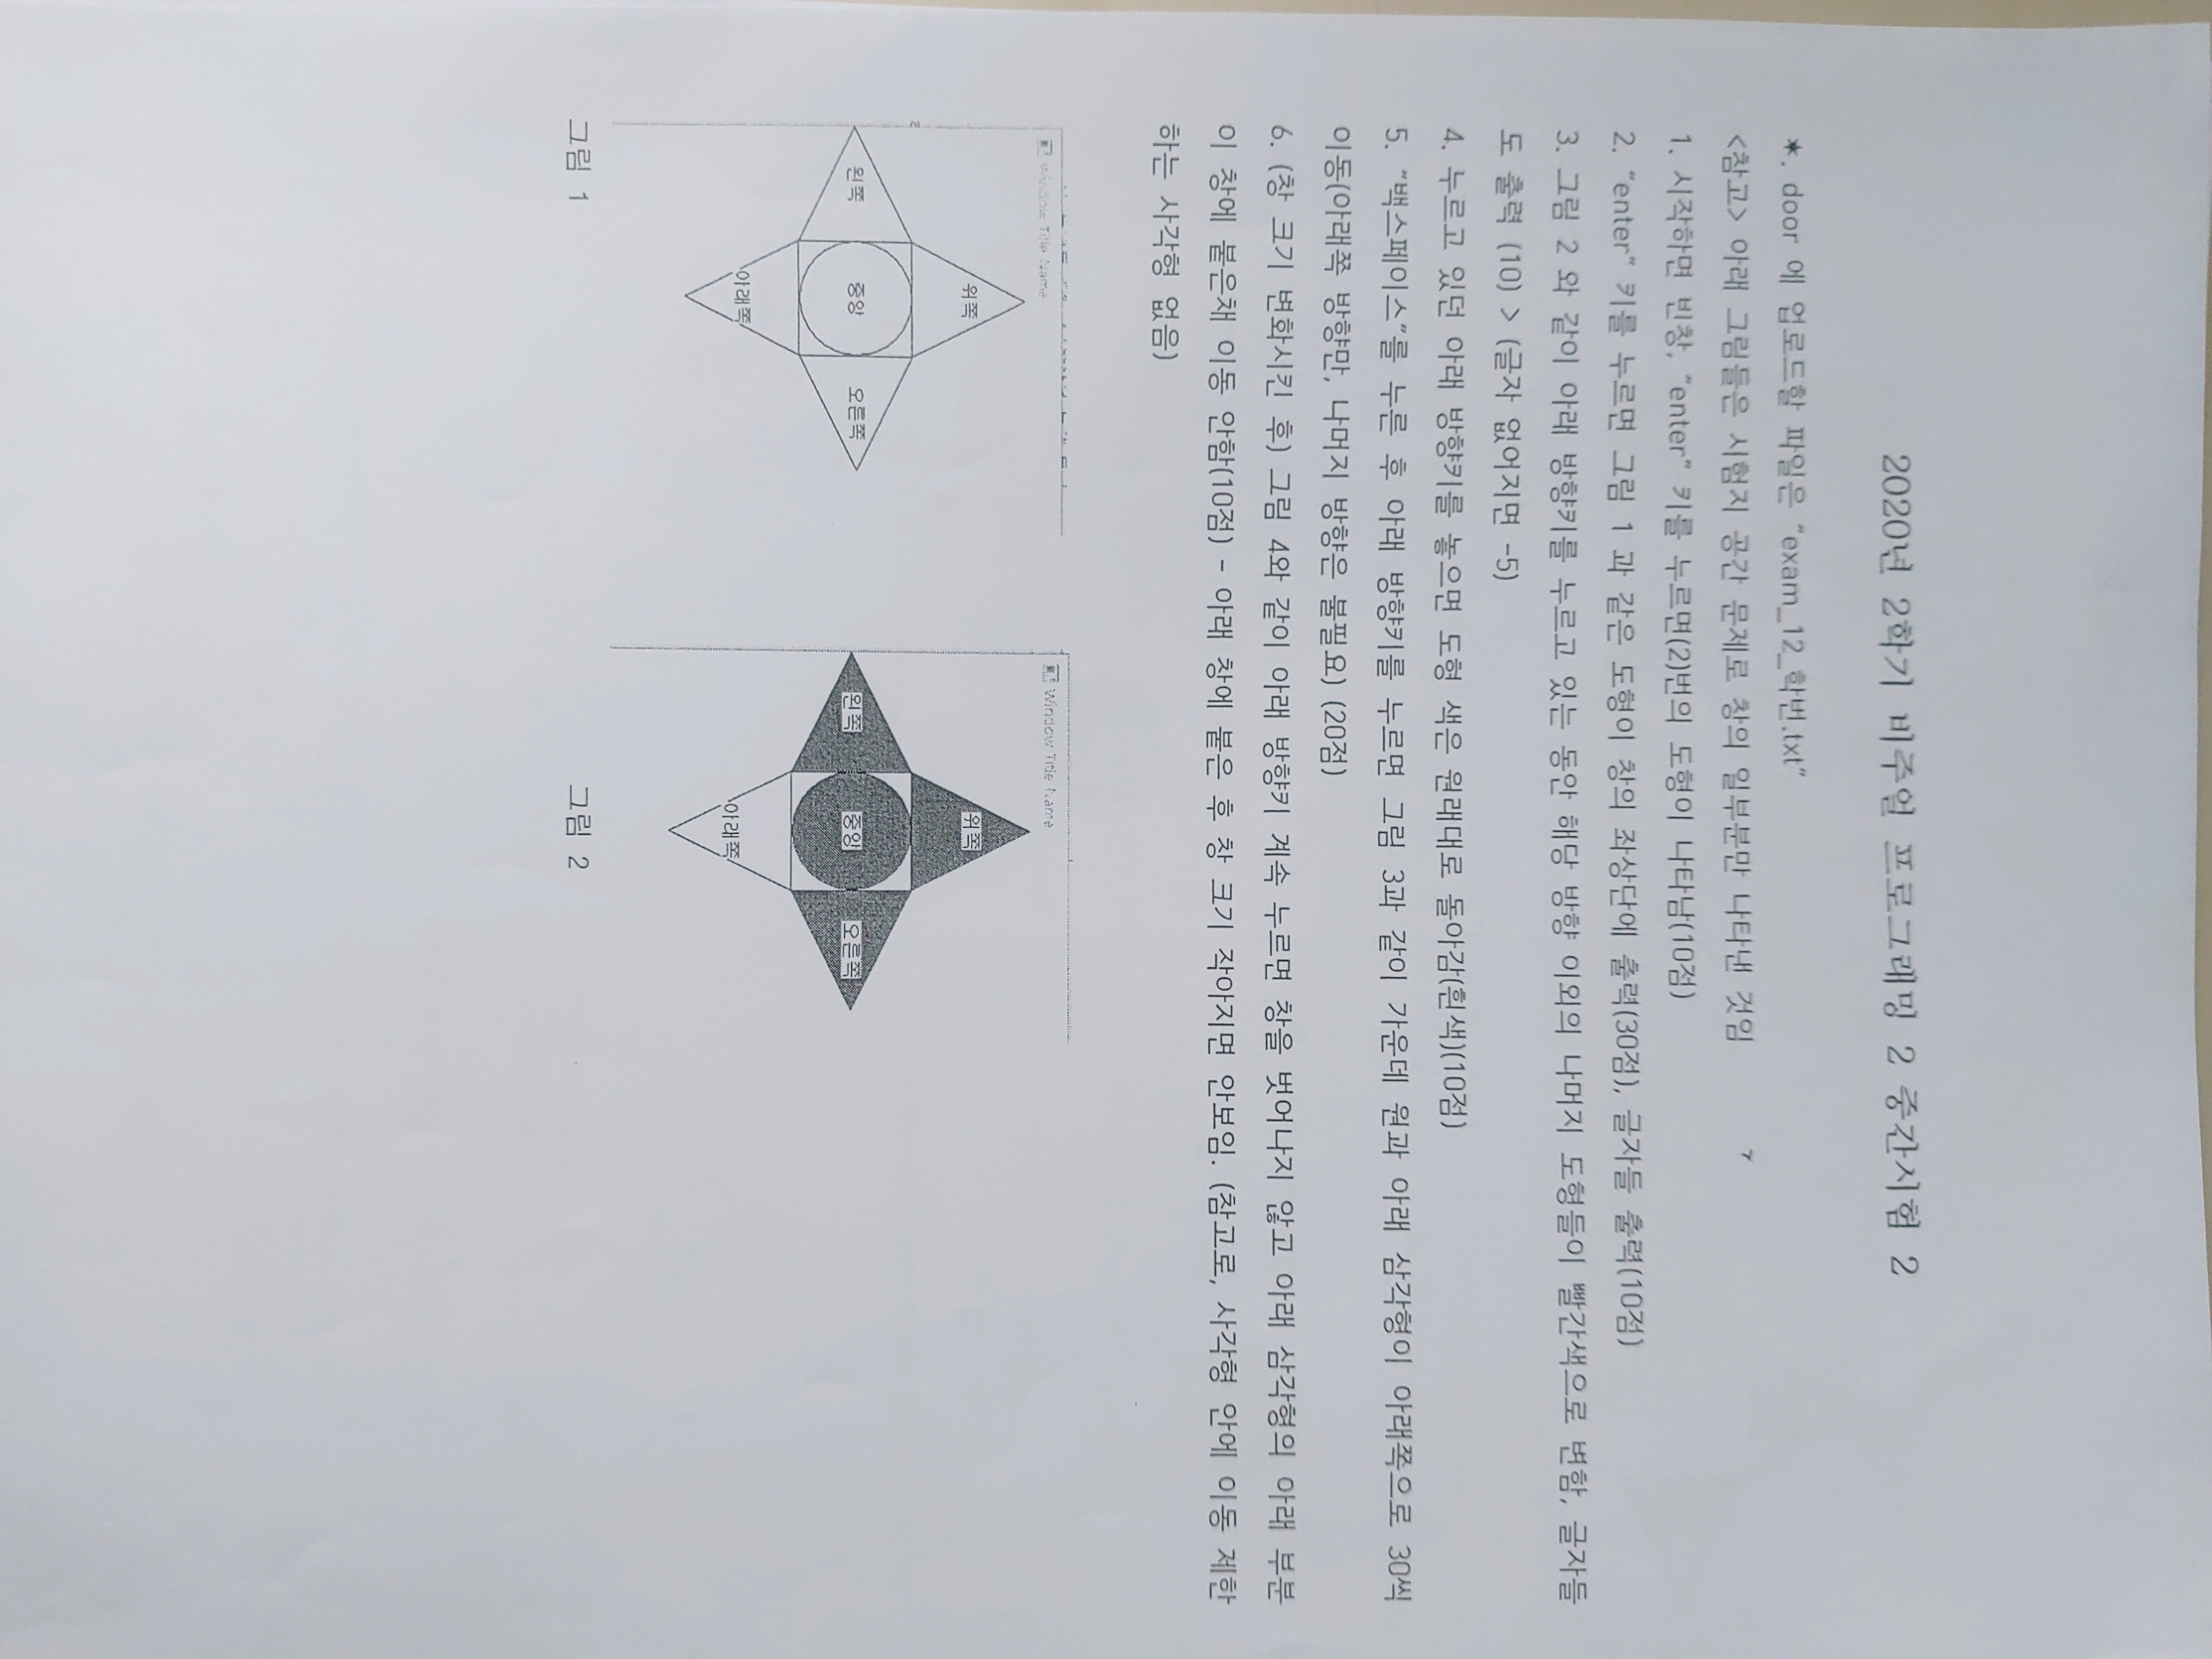 2020년 2학기 비주얼 프로그래밍 2 중간시험 2
✶. door 에 업로드할 파일은 “exam_12_학번.txt”
<참고> 아래 그림들은 시험지 공간 문제로 창의 일부분만 나타낸 것임
1. 시작하면 빈창, “enter” 키를 누르면(2)번의 도형이 나타남(10점)
2. “enter” 키를 누르면 그림 1 과 같은 도형이 창의 좌상단에 출력(30점), 글자들 출력(10점)
3. 그림 2 와 같이 아래 방향키를 누르고 있는 동안 해당 방향 이외의 나머지 도형들이 빨간색으로 변함, 글자들
도 출력 (10) > (글자 없어지면 -5)
4. 누르고 있던 아래 방향키를 놓으면 도형 색은 원래대로 돌아감(흰색)(10점)
5. “백스페이스”를 누른 후 아래 방향키를 누르면 그림 3과 같이 가운데 원과 아래 삼각형이 아래쪽으로 30씩
이동(아래쪽 방향만, 나머지 방향은 불필요) (20점)
6. (창 크기 변화시킨 후) 그림 4와 같이 아래 방향키 계속 누르면 창을 벗어나지 않고 아래 삼각형의 아래 부분
이 창에 붙은채 이동 안함(10점) - 아래 창에 붙은 후 창 크기 작아지면 안보임. (참고로, 사각형 안에 이동 제한
하는 사각형 없음)
Window Title Name
위쪽
왼쪽
중앙
오른쪽
아래쪽
그림 1
Window Title Name
위쪽
왼쪽
중앙
오른쪽
아래쪽
그림 2